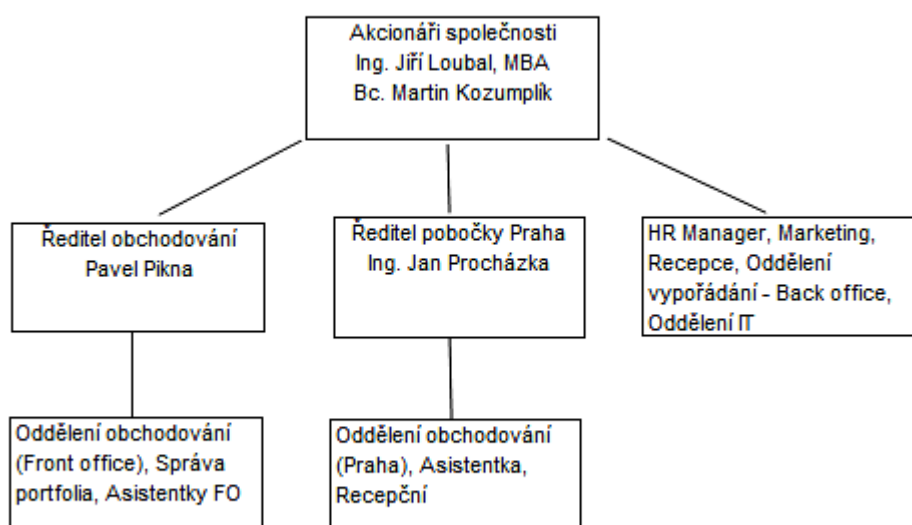 Akcionáři společnosti
Ing. Jiří Loubal, MBA
Bc. Martin Kozumplík
Ředitel obchodování
Pavel Pikna
Ředitel pobočky Praha
Ing. Jan Procházka
HR Manager, Marketing,
Recepce, Oddělení
vypořádání - Back office,
Oddělení IT
Oddělení obchodování
(Front office), Správa
portfolia, Asistentky FO
Oddělení obchodování
(Praha), Asistentka,
Recepční